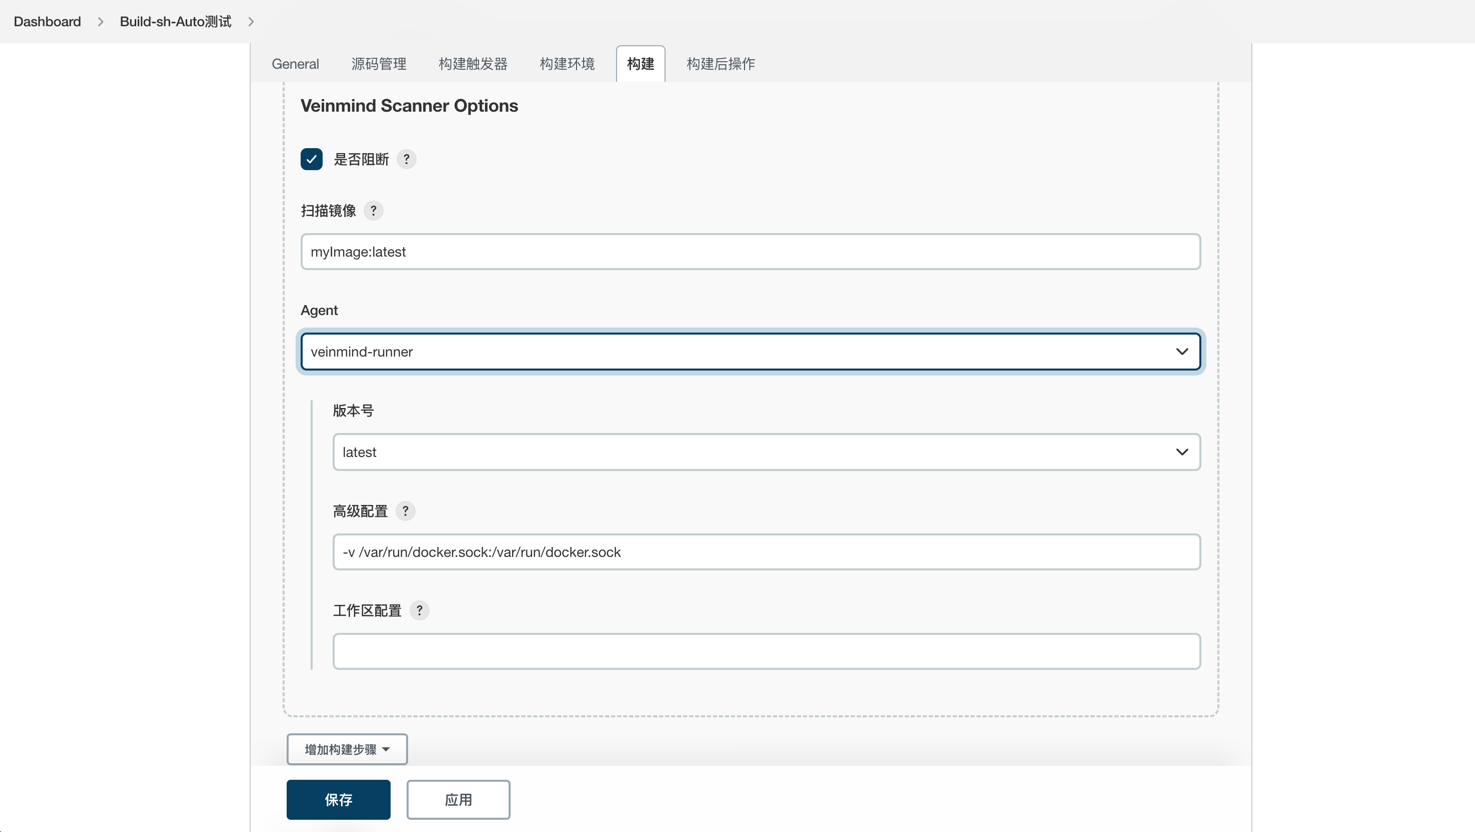 Dashboard > Build-sh-Auto测试 >
General 源码管理 构建触发器 构建环境 构建 构建后操作
Veinmind Scanner Options
是否阻断 ?
扫描镜像 ?
myImage:latest
Agent
veinmind-runner
版本号
latest
高级配置 ?
-v /var/run/docker.sock:/var/run/docker.sock
工作区配置 ?
增加构建步骤
保存 应用